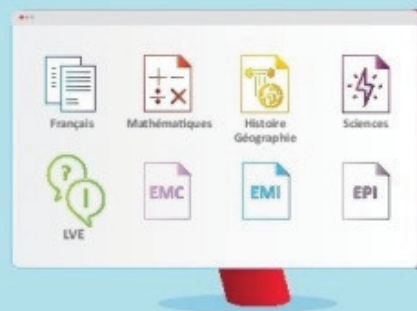 Français
Mathématiques
Histoire
Géographie
Sciences
?
!
LVE
EMC
EMI
EPI